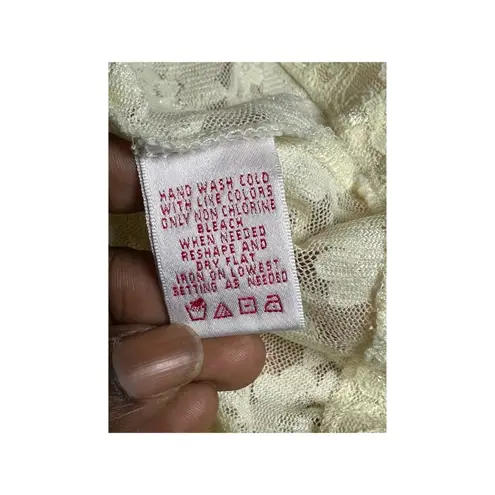 HAND WASH COLD
WITH LIKE COLORS
ONLY NON CHLORINE
BLEACH
WHEN NEEDED
RESHAPE AND
DRY FLAT
IRON ON LOWEST
SETTING AS NEEDED